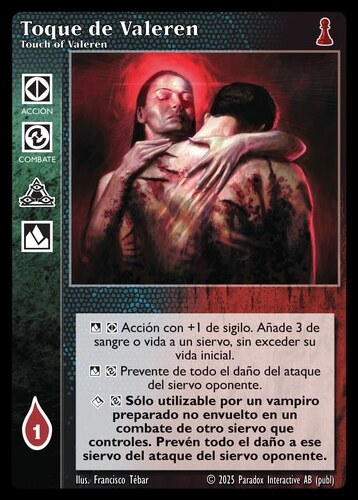 Toque de Valeren
Touch of Valeren
ACCIÓN
COMBATE
Acción con +1 de sigilo. Añade 3 de
sangre o vida a un siervo, sin exceder su
vida inicial.
Prevente de todo el daño del ataque
del siervo oponente.
Sólo utilizable por un vampiro
preparado no envuelto en un
combate de otro siervo que
controles. Prevén todo el daño a ese
siervo del ataque del siervo oponente.
1
Ilus. Francisco Tébar
© 2025 Paradox Interactive AB (publ)